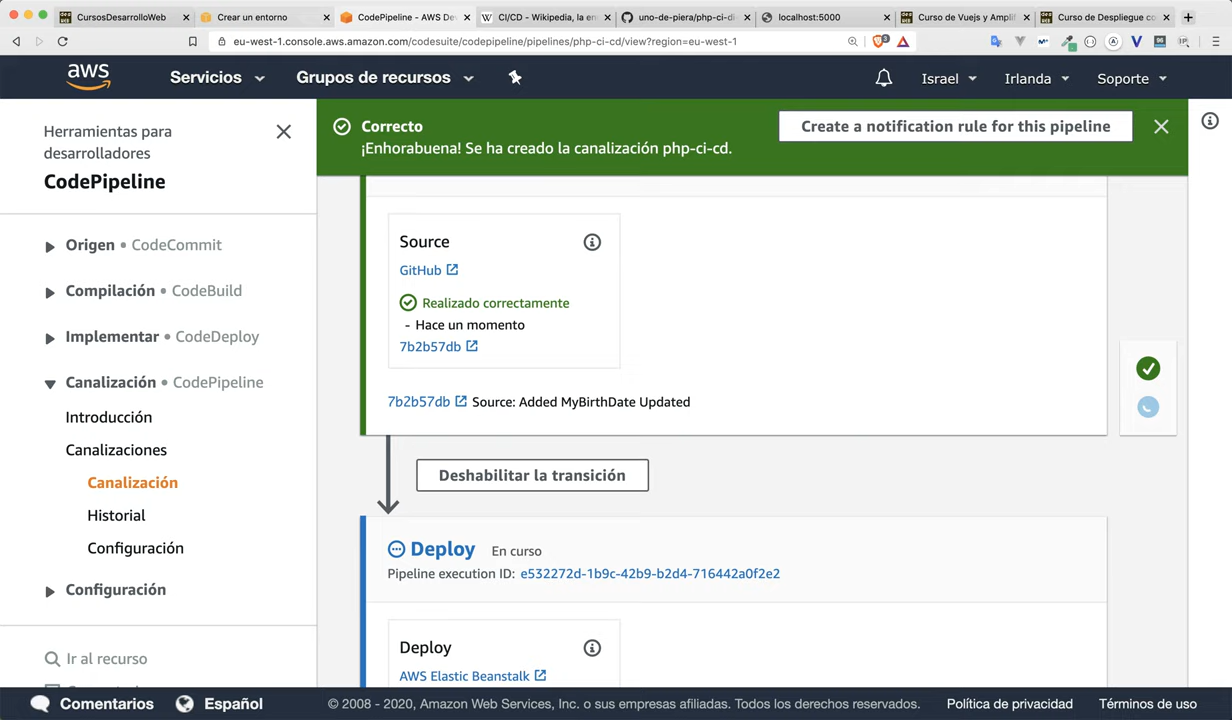 CursosDesarrolloWeb
Crear un entorno
CodePipeline - AWS De
CI/CD - Wikipedia, la en
uno-de-piera/php-ci-di
localhost:5000
Curso de Vuejs y Amplif
Curso de Despliegue co
eu-west-1.console.aws.amazon.com/codesuite/codepipeline/pipelines/php-ci-cd/view?region=eu-west-1
aws
Servicios
Grupos de recursos
Israel
Irlanda
Soporte
Herramientas para
desarrolladores
CodePipeline
Origen • CodeCommit
Compilación • CodeBuild
Implementar • CodeDeploy
Canalización • CodePipeline
Introducción
Canalizaciones
Canalización
Historial
Configuración
Configuración
Ir al recurso
Correcto
¡Enhorabuena! Se ha creado la canalización php-ci-cd.
Create a notification rule for this pipeline
Source
GitHub
Realizado correctamente
- Hace un momento
7b2b57db
7b2b57db Source: Added MyBirthDate Updated
Deshabilitar la transición
Deploy En curso
Pipeline execution ID: e532272d-1b9c-42b9-b2d4-716442a0f2e2
Deploy
AWS Elastic Beanstalk
Comentarios
Español
© 2008 - 2020, Amazon Web Services, Inc. o sus empresas afiliadas. Todos los derechos reservados.
Política de privacidad
Términos de uso